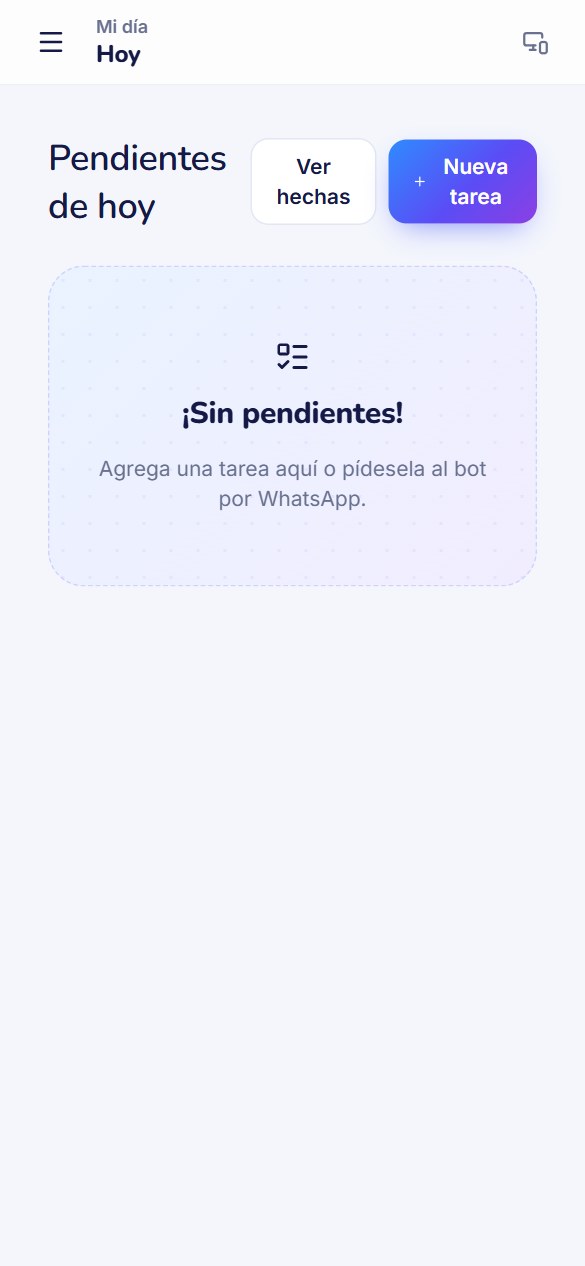 Mi día
Hoy
Pendientes
de hoy
Ver
hechas
+ Nueva
tarea
¡Sin pendientes!
Agrega una tarea aquí o pídesela al bot
por WhatsApp.